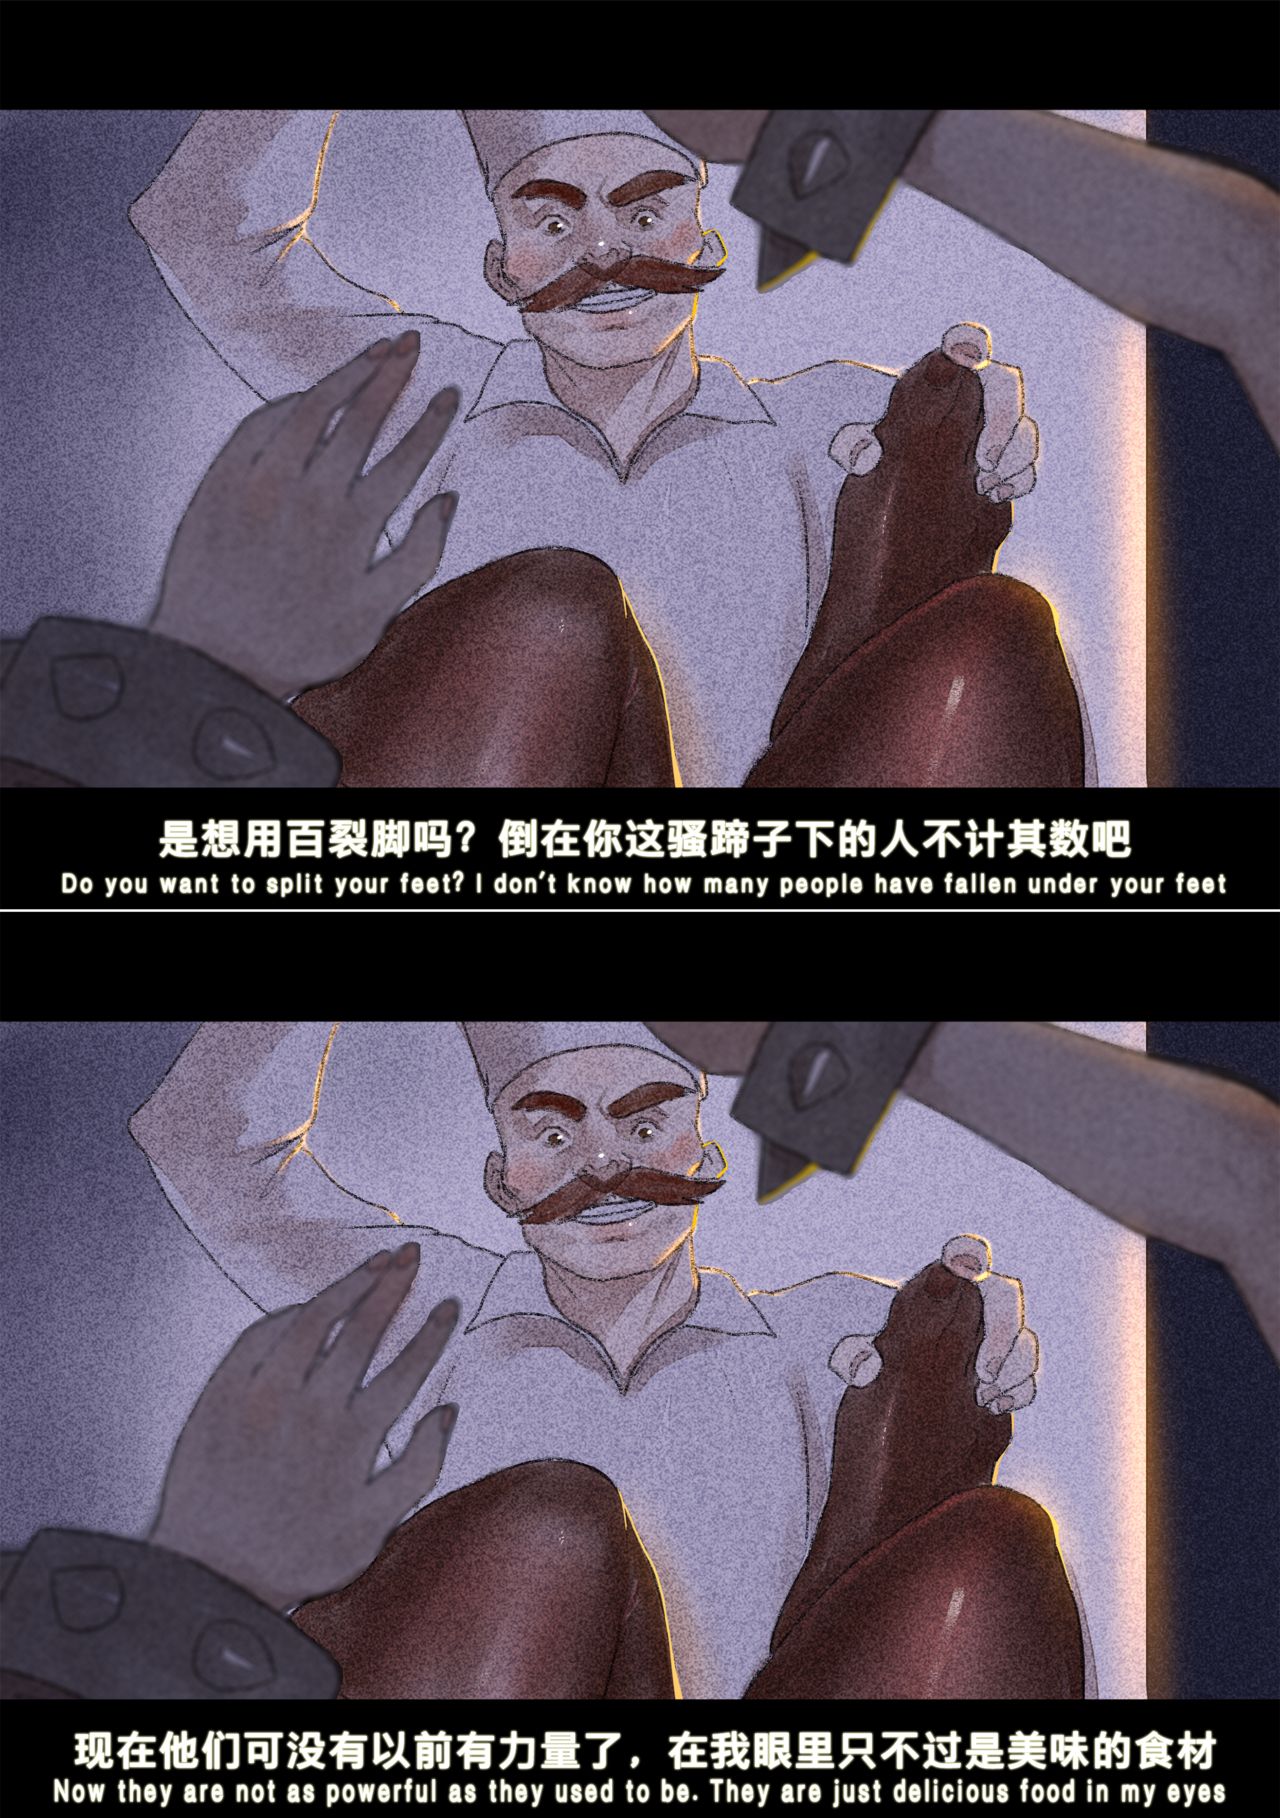 是想用百裂脚吗？倒在你这骚蹄子下的人不计其数吧
Do you want to split your feet? I don't know how many people have fallen under your feet
现在他们可没有以前有力量了，在我眼里只不过是美味的食材
Now they are not as powerful as they used to be. They are just delicious food in my eyes